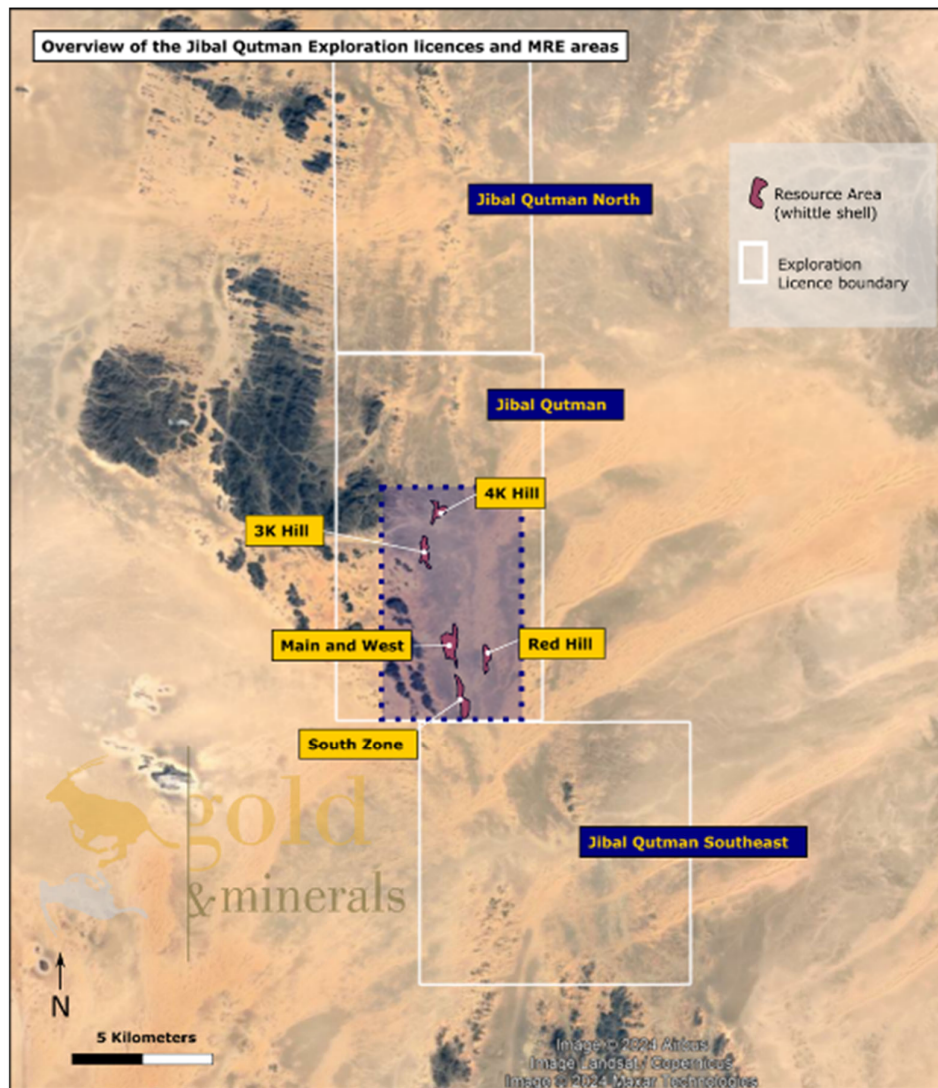 Overview of the Jibal Qutman Exploration licences and MRE areas
Jibal Qutman North
Resource Area
(whittle shell)
Exploration
Licence boundary
Jibal Qutman
4K Hill
3K Hill
Main and West
Red Hill
South Zone
gold
& minerals
Jibal Qutman Southeast
N
5 Kilometers
Image © 2024 Airbus
Image Landsat / Copernicus
Image © 2024 Maxar Technologies